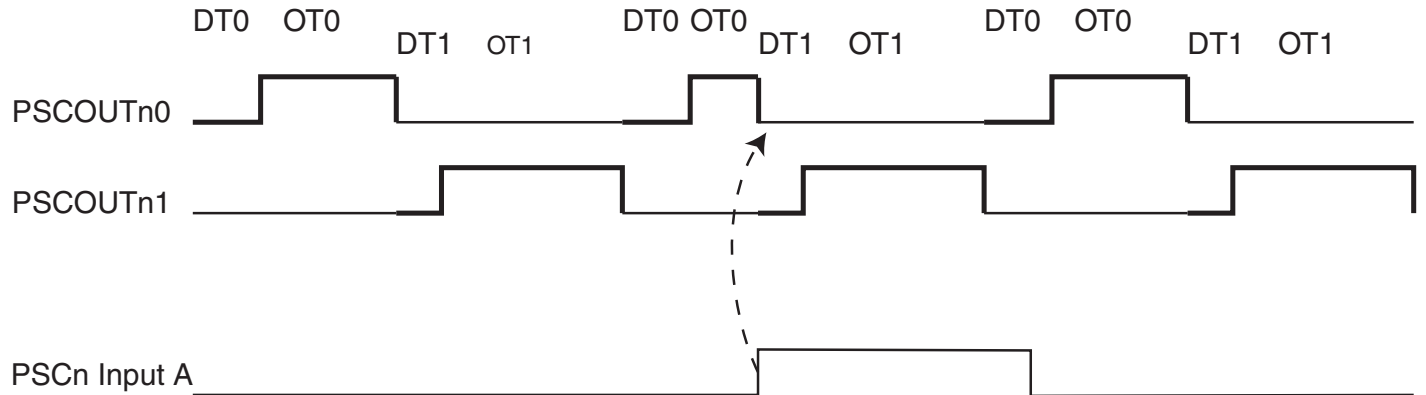 DT0 OT0 DT0 OT0 DT0 OT0
DT1 OT1 DT1 OT1 DT1 OT1
PSCOUTn0
PSCOUTn1
PSCn Input A